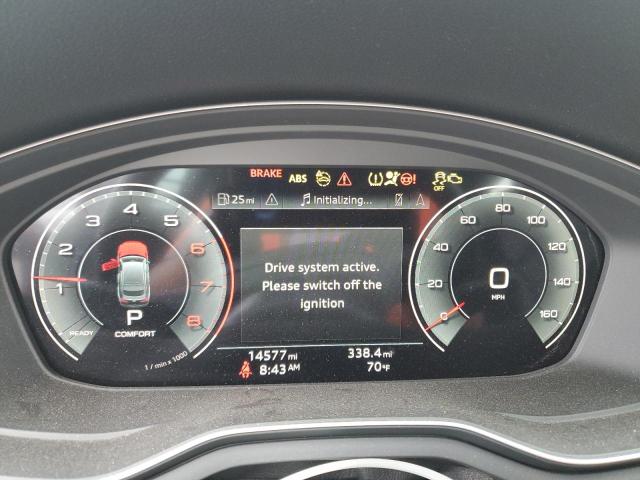 BRAKE ABS OFF
25 mi Initializing...
1 2 3 4 5 6 7 8
READY P COMFORT
1 / min x 1000
Drive system active.
Please switch off the
ignition
0 20 40 60 80 100 120 140 160
0
MPH
14577 mi 338.4 mi
8:43 AM 70 °F